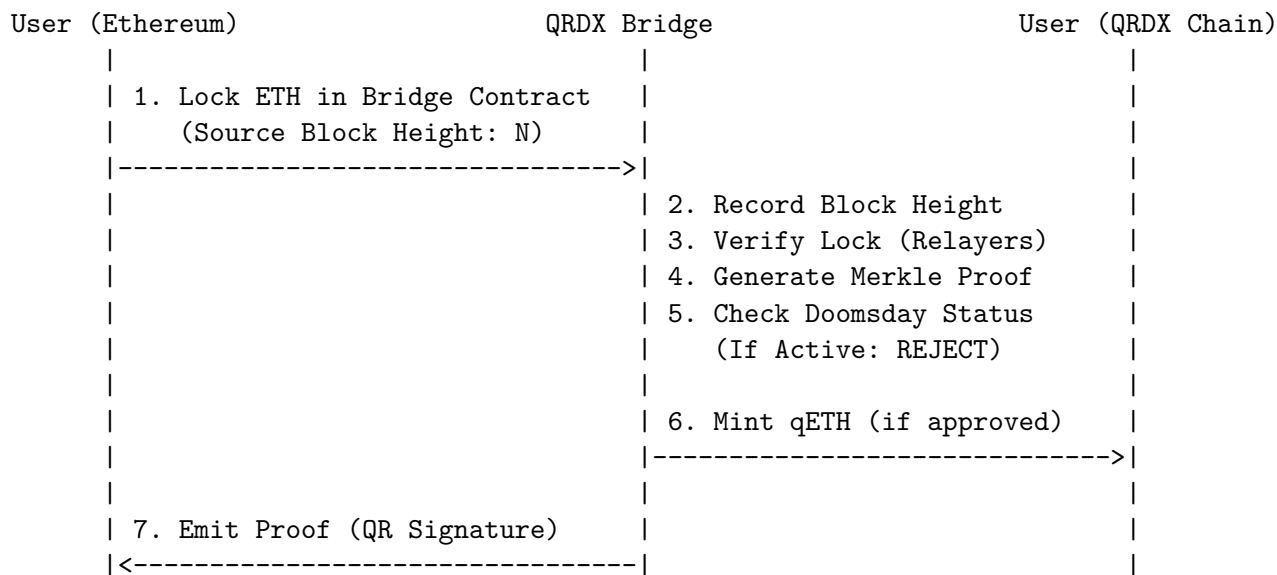 User (Ethereum) QRDX Bridge User (QRDX Chain)
1. Lock ETH in Bridge Contract
(Source Block Height: N)
2. Record Block Height
3. Verify Lock (Relayers)
4. Generate Merkle Proof
5. Check Doomsday Status
(If Active: REJECT)
6. Mint qETH (if approved)
7. Emit Proof (QR Signature)